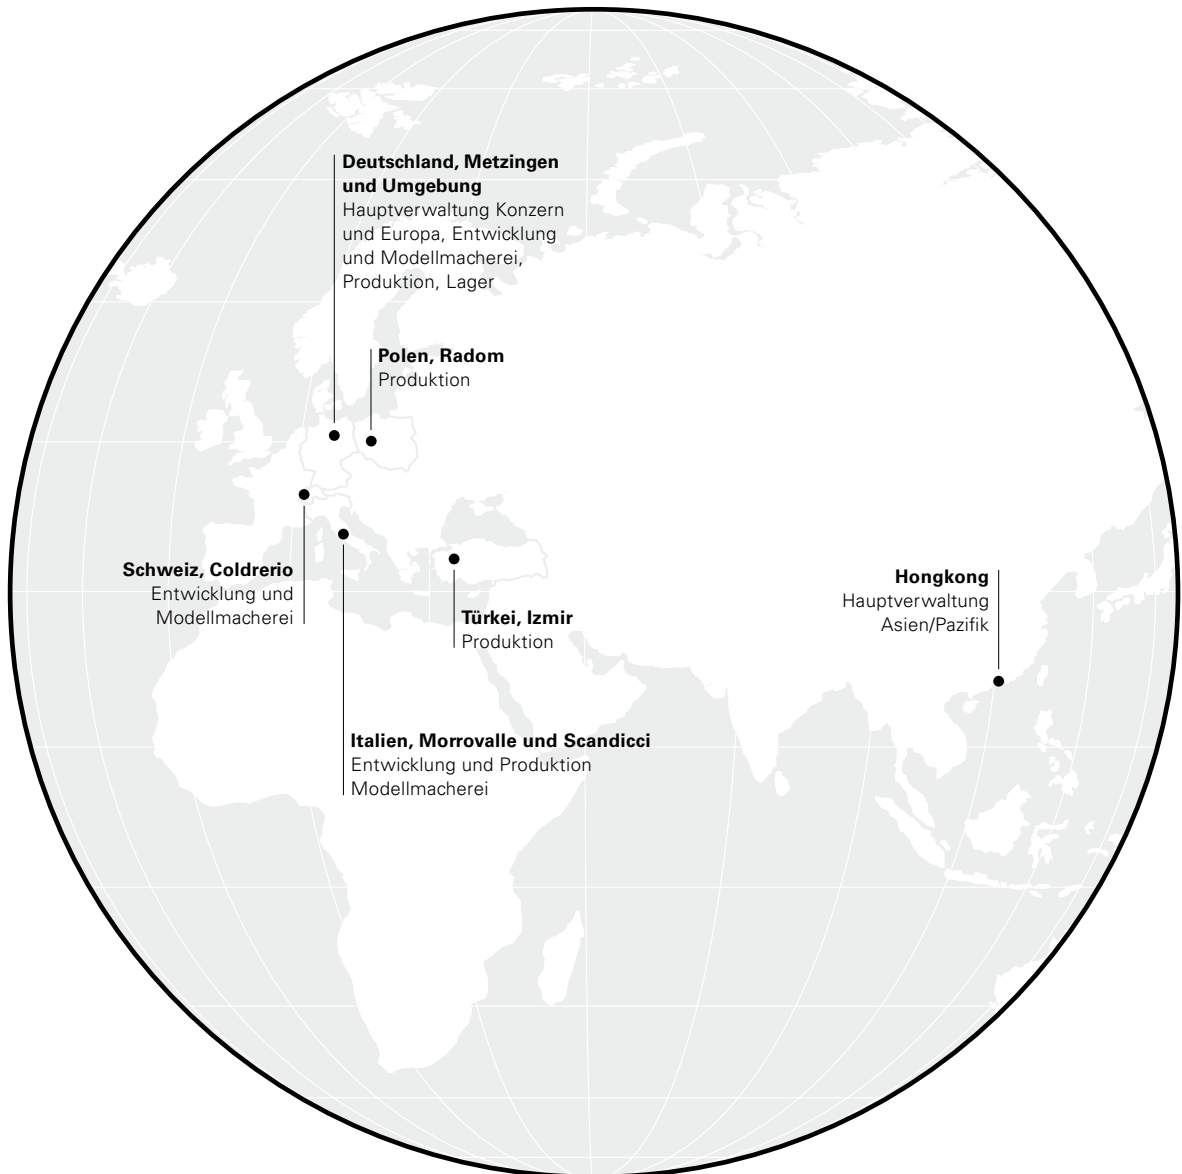 Deutschland, Metzingen
und Umgebung
Hauptverwaltung Konzern
und Europa, Entwicklung
und Modellmacherei,
Produktion, Lager
Polen, Radom
Produktion
Schweiz, Coldrerio
Entwicklung und
Modellmacherei
Türkei, Izmir
Produktion
Hongkong
Hauptverwaltung
Asien/Pazifik
Italien, Morrovalle und Scandicci
Entwicklung und Produktion
Modellmacherei